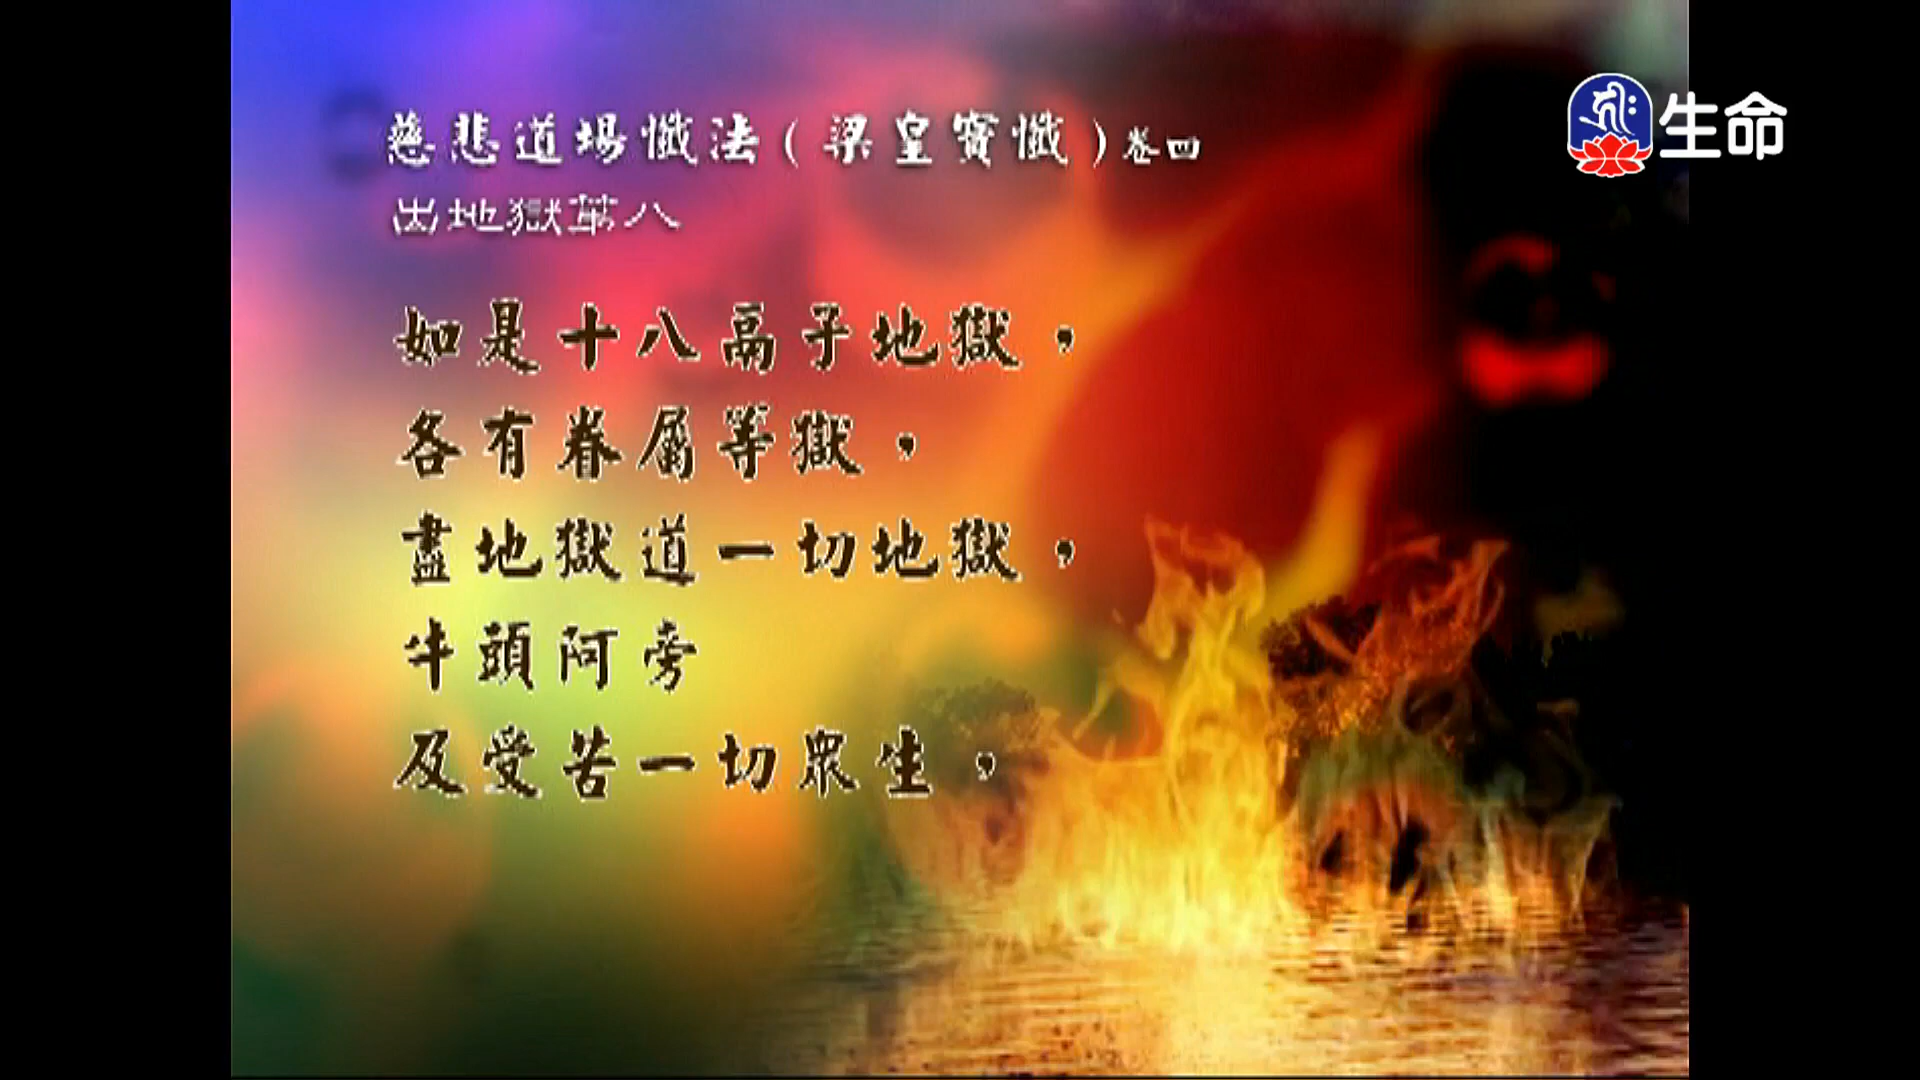 慈悲道場懺法(梁皇寶懺)卷四
出地獄第八
生命
如是十八鬲子地獄，
各有眷屬等獄，
盡地獄道一切地獄，
牛頭阿旁
及受苦一切眾生，